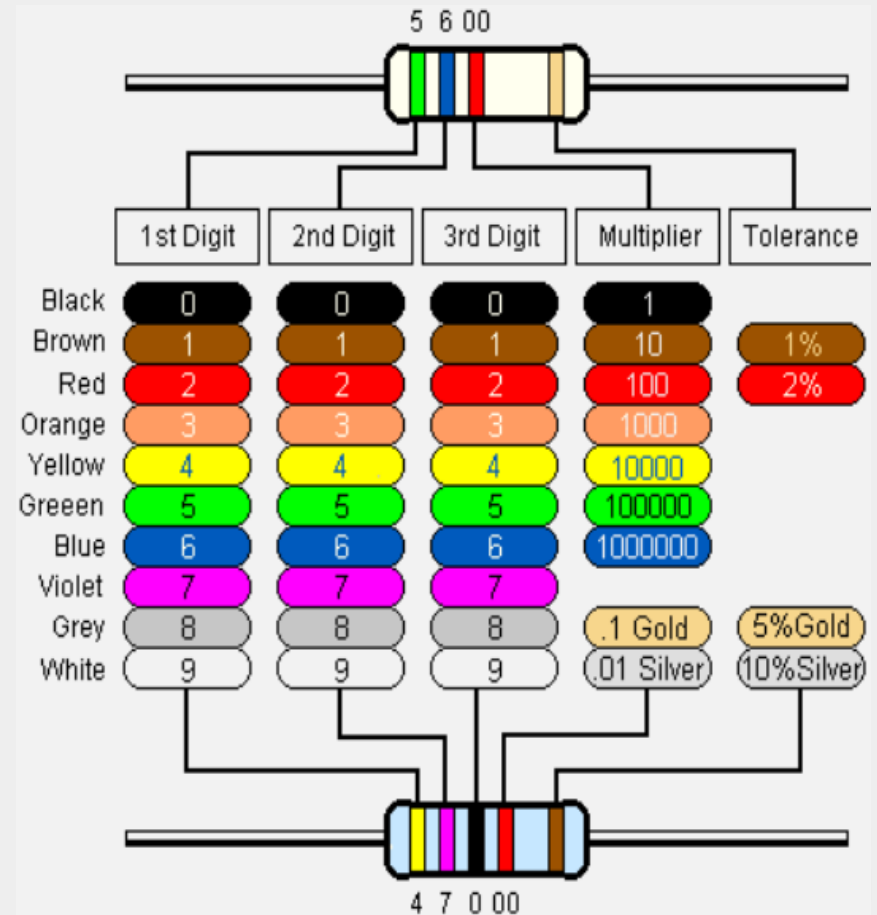 5 6 00
1st Digit 2nd Digit 3rd Digit Multiplier Tolerance
Black 0 0 0 1
Brown 1 1 1 10 1%
Red 2 2 2 100 2%
Orange 3 3 3 1000
Yellow 4 4 4 10000
Greeen 5 5 5 100000
Blue 6 6 6 1000000
Violet 7 7 7
Grey 8 8 8 .1 Gold 5%Gold
White 9 9 9 .01 Silver 10%Silver
4 7 0 00